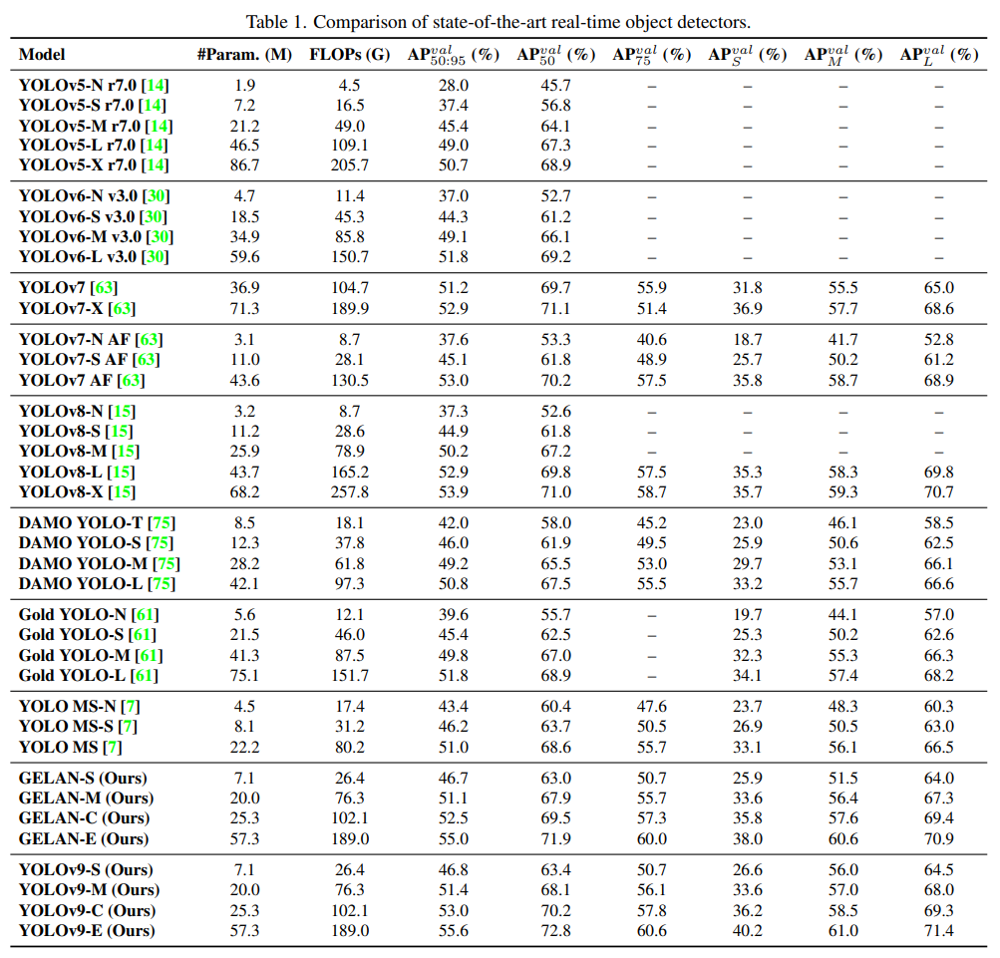 Table 1. Comparison of state-of-the-art real-time object detectors.
Model #Param. (M) FLOPs (G) AP^{val}_{50:95} (%) AP^{val}_{50} (%) AP^{val}_{75} (%) AP^{val}_{S} (%) AP^{val}_{M} (%) AP^{val}_{L} (%)
YOLOv5-N r7.0 [14] 1.9 4.5 28.0 45.7 – – – –
YOLOv5-S r7.0 [14] 7.2 16.5 37.4 56.8 – – – –
YOLOv5-M r7.0 [14] 21.2 49.0 45.4 64.1 – – – –
YOLOv5-L r7.0 [14] 46.5 109.1 49.0 67.3 – – – –
YOLOv5-X r7.0 [14] 86.7 205.7 50.7 68.9 – – – –
YOLOv6-N v3.0 [30] 4.7 11.4 37.0 52.7 – – – –
YOLOv6-S v3.0 [30] 18.5 45.3 44.3 61.2 – – – –
YOLOv6-M v3.0 [30] 34.9 85.8 49.1 66.1 – – – –
YOLOv6-L v3.0 [30] 59.6 150.7 51.8 69.2 – – – –
YOLOv7 [63] 36.9 104.7 51.2 69.7 55.9 31.8 55.5 65.0
YOLOv7-X [63] 71.3 189.9 52.9 71.1 51.4 36.9 57.7 68.6
YOLOv7-N AF [63] 3.1 8.7 37.6 53.3 40.6 18.7 41.7 52.8
YOLOv7-S AF [63] 11.0 28.1 45.1 61.8 48.9 25.7 50.2 61.2
YOLOv7 AF [63] 43.6 130.5 53.0 70.2 57.5 35.8 58.7 68.9
YOLOv8-N [15] 3.2 8.7 37.3 52.6 – – – –
YOLOv8-S [15] 11.2 28.6 44.9 61.8 – – – –
YOLOv8-M [15] 25.9 78.9 50.2 67.2 – – – –
YOLOv8-L [15] 43.7 165.2 52.9 69.8 57.5 35.3 58.3 69.8
YOLOv8-X [15] 68.2 257.8 53.9 71.0 58.7 35.7 59.3 70.7
DAMO YOLO-T [75] 8.5 18.1 42.0 58.0 45.2 23.0 46.1 58.5
DAMO YOLO-S [75] 12.3 37.8 46.0 61.9 49.5 25.9 50.6 62.5
DAMO YOLO-M [75] 28.2 61.8 49.2 65.5 53.0 29.7 53.1 66.1
DAMO YOLO-L [75] 42.1 97.3 50.8 67.5 55.5 33.2 55.7 66.6
Gold YOLO-N [61] 5.6 12.1 39.6 55.7 – 19.7 44.1 57.0
Gold YOLO-S [61] 21.5 46.0 45.4 62.5 – 25.3 50.2 62.6
Gold YOLO-M [61] 41.3 87.5 49.8 67.0 – 32.3 55.3 66.3
Gold YOLO-L [61] 75.1 151.7 51.8 68.9 – 34.1 57.4 68.2
YOLO MS-N [7] 4.5 17.4 43.4 60.4 47.6 23.7 48.3 60.3
YOLO MS-S [7] 8.1 31.2 46.2 63.7 50.5 26.9 50.5 63.0
YOLO MS [7] 22.2 80.2 51.0 68.6 55.7 33.1 56.1 66.5
GELAN-S (Ours) 7.1 26.4 46.7 63.0 50.7 25.9 51.5 64.0
GELAN-M (Ours) 20.0 76.3 51.1 67.9 55.7 33.6 56.4 67.3
GELAN-C (Ours) 25.3 102.1 52.5 69.5 57.3 35.8 57.6 69.4
GELAN-E (Ours) 57.3 189.0 55.0 71.9 60.0 38.0 60.6 70.9
YOLOv9-S (Ours) 7.1 26.4 46.8 63.4 50.7 26.6 56.0 64.5
YOLOv9-M (Ours) 20.0 76.3 51.4 68.1 56.1 33.6 57.0 68.0
YOLOv9-C (Ours) 25.3 102.1 53.0 70.2 57.8 36.2 58.5 69.3
YOLOv9-E (Ours) 57.3 189.0 55.6 72.8 60.6 40.2 61.0 71.4